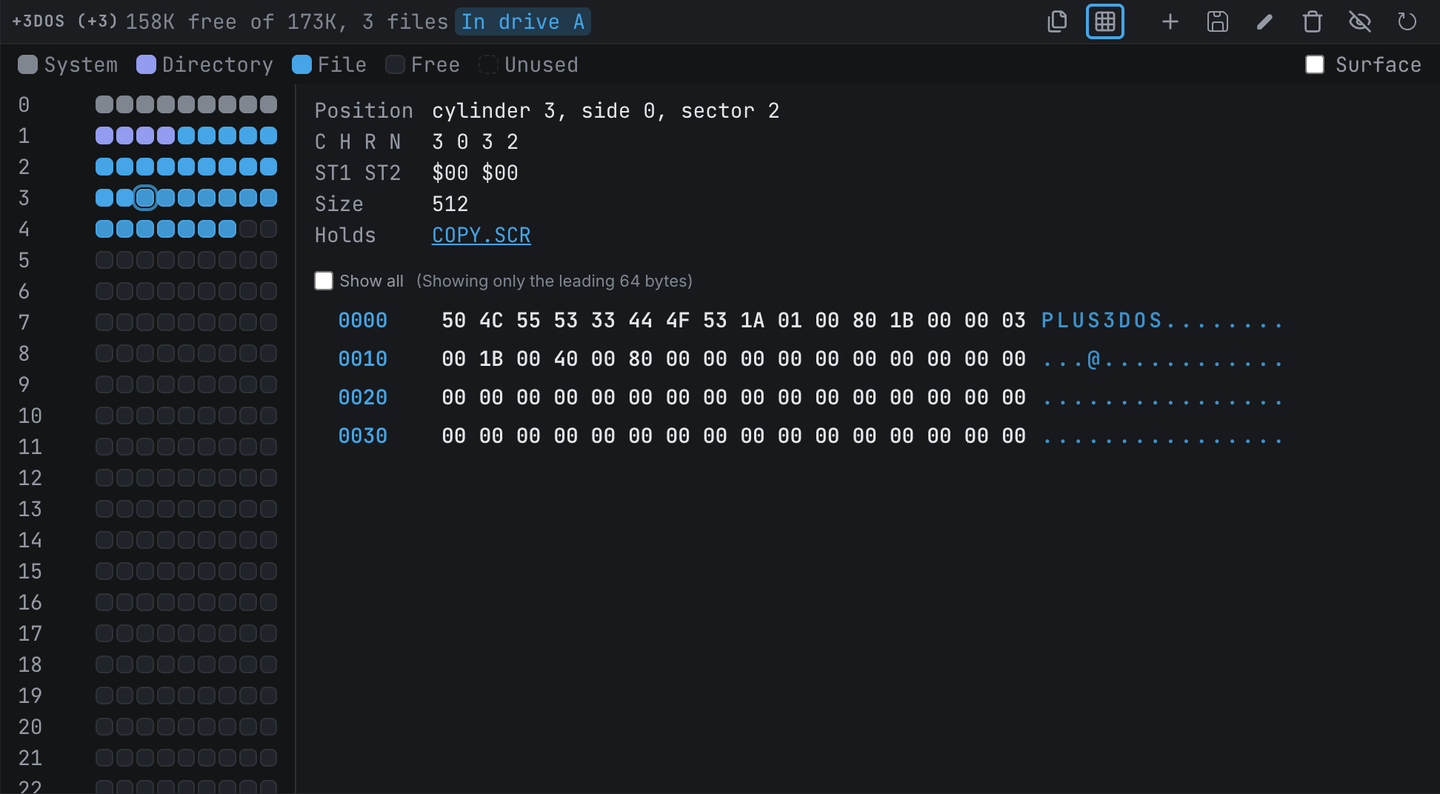 +3DOS (+3) 158K free of 173K, 3 files In drive A
System Directory File Free Unused Surface
0
1
2
3
4
5
6
7
8
9
10
11
12
13
14
15
16
17
18
19
20
21
22
Position cylinder 3, side 0, sector 2
C H R N 3 0 3 2
ST1 ST2 $00 $00
Size 512
Holds COPY.SCR
Show all (Showing only the leading 64 bytes)
0000 50 4C 55 53 33 44 4F 53 1A 01 00 80 1B 00 00 03 PLUS3DOS........
0010 00 1B 00 40 00 80 00 00 00 00 00 00 00 00 00 00 ...@............
0020 00 00 00 00 00 00 00 00 00 00 00 00 00 00 00 00 ................
0030 00 00 00 00 00 00 00 00 00 00 00 00 00 00 00 00 ................